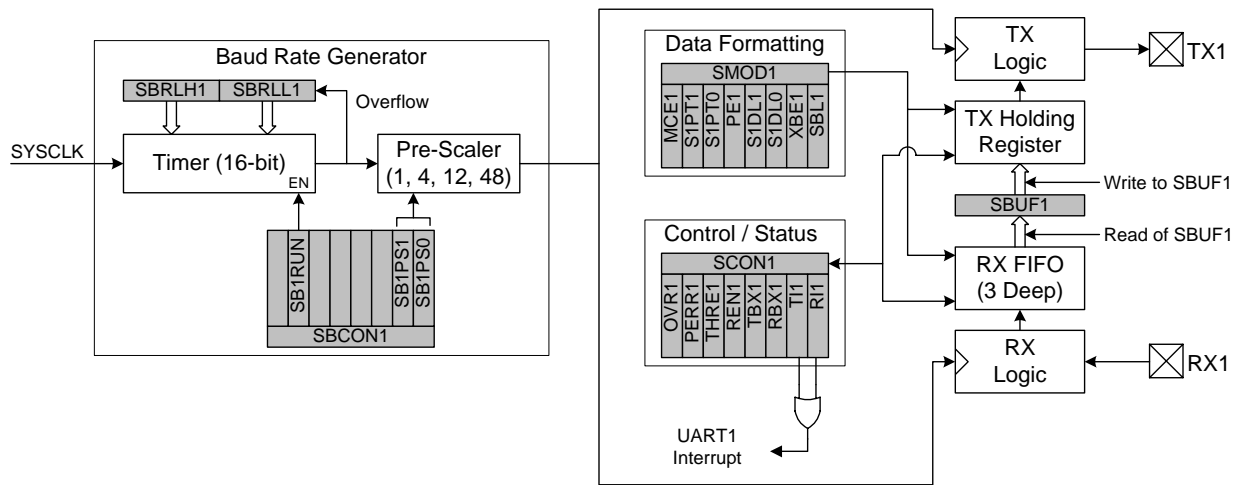 Baud Rate Generator
SBRLH1
SBRLL1
Overflow
SYSCLK
Timer (16-bit)
EN
Pre-Scaler
(1, 4, 12, 48)
SB1RUN
SB1PS1
SB1PS0
SBCON1
Data Formatting
SMOD1
MCE1
S1PT1
S1PT0
PE1
S1DL1
S1DL0
XBE1
SBL1
Control / Status
SCON1
OVR1
PERR1
THRE1
REN1
TBX1
RBX1
TI1
RI1
UART1
Interrupt
TX
Logic
TX1
TX Holding
Register
Write to SBUF1
SBUF1
Read of SBUF1
RX FIFO
(3 Deep)
RX
Logic
RX1